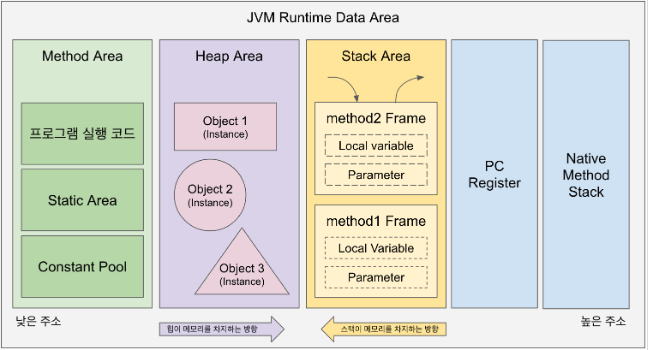 JVM Runtime Data Area
Method Area
프로그램 실행 코드
Static Area
Constant Pool
Heap Area
Object 1
(Instance)
Object 2
(Instance)
Object 3
(Instance)
Stack Area
method2 Frame
Local variable
Parameter
method1 Frame
Local Variable
Parameter
PC
Register
Native
Method
Stack
낮은 주소
힙이 메모리를 차지하는 방향
스택이 메모리를 차지하는 방향
높은 주소